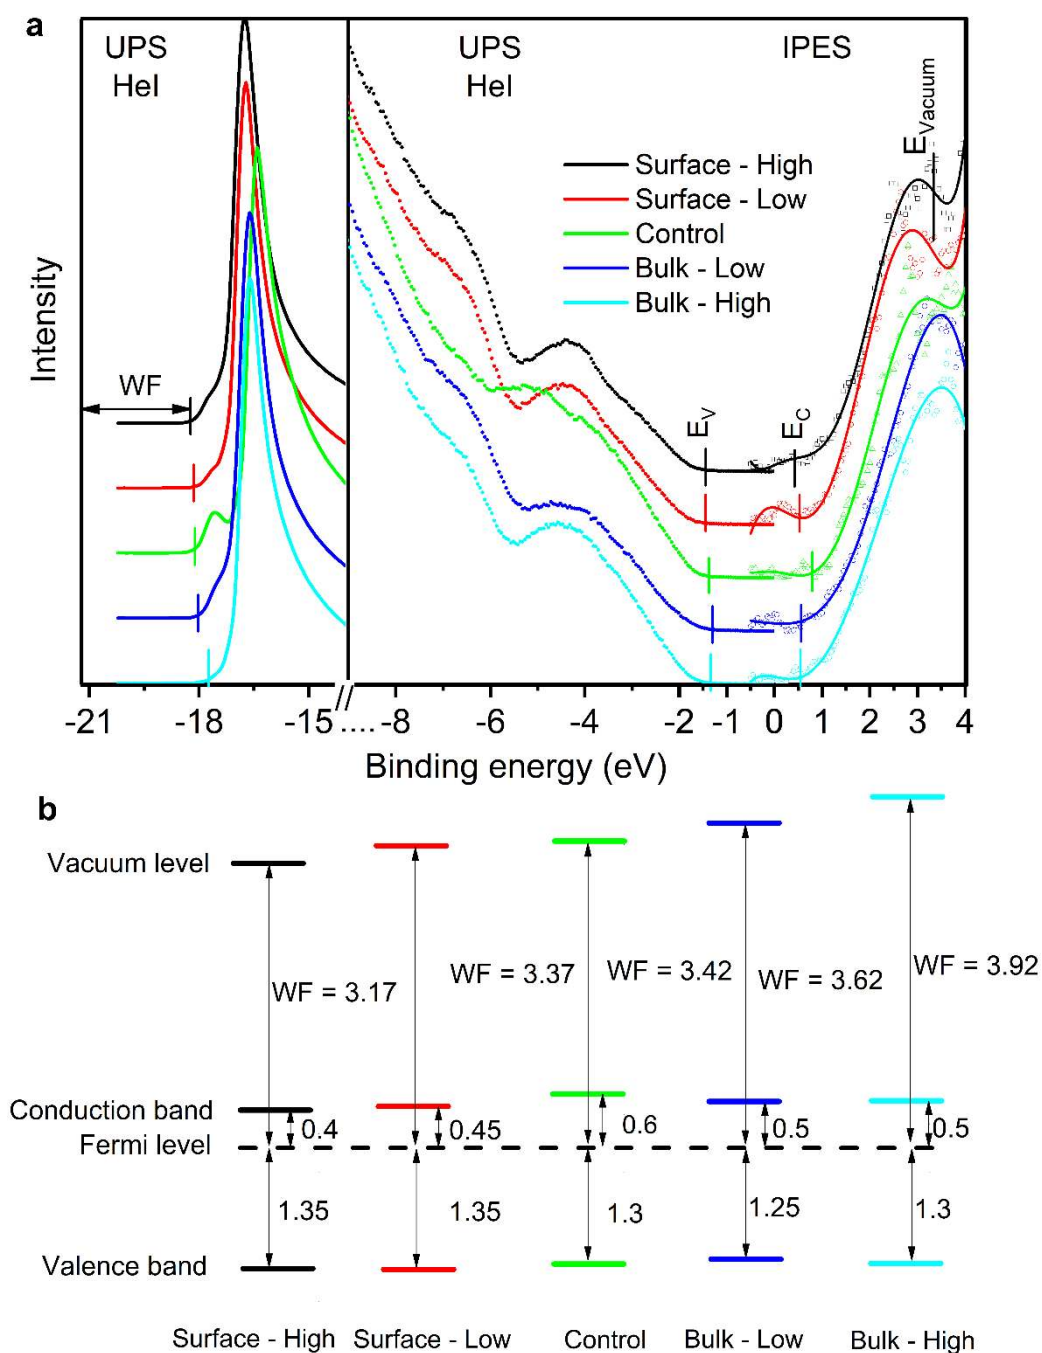 a
UPS
HeI
UPS
HeI
IPES
E_Vacuum
Surface - High
Surface - Low
Control
Bulk - Low
Bulk - High
WF
E_V
E_C
Intensity
-21 -18 -15 .... -8 -6 -4 -2 -1 0 1 2 3 4
Binding energy (eV)
b
Vacuum level
WF = 3.17
WF = 3.37
WF = 3.42
WF = 3.62
WF = 3.92
Conduction band
0.4
0.45
0.6
0.5
0.5
Fermi level
1.35
1.35
1.3
1.25
1.3
Valence band
Surface - High
Surface - Low
Control
Bulk - Low
Bulk - High